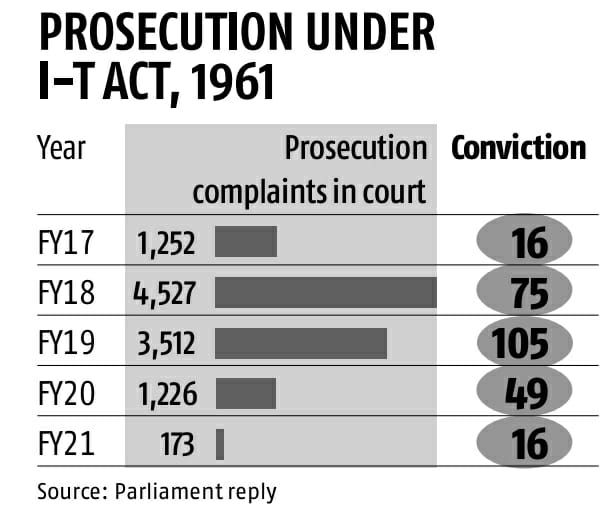 PROSECUTION UNDER
I-T ACT, 1961
Year Prosecution Conviction
complaints in court
FY17 1,252 16
FY18 4,527 75
FY19 3,512 105
FY20 1,226 49
FY21 173 16
Source: Parliament reply